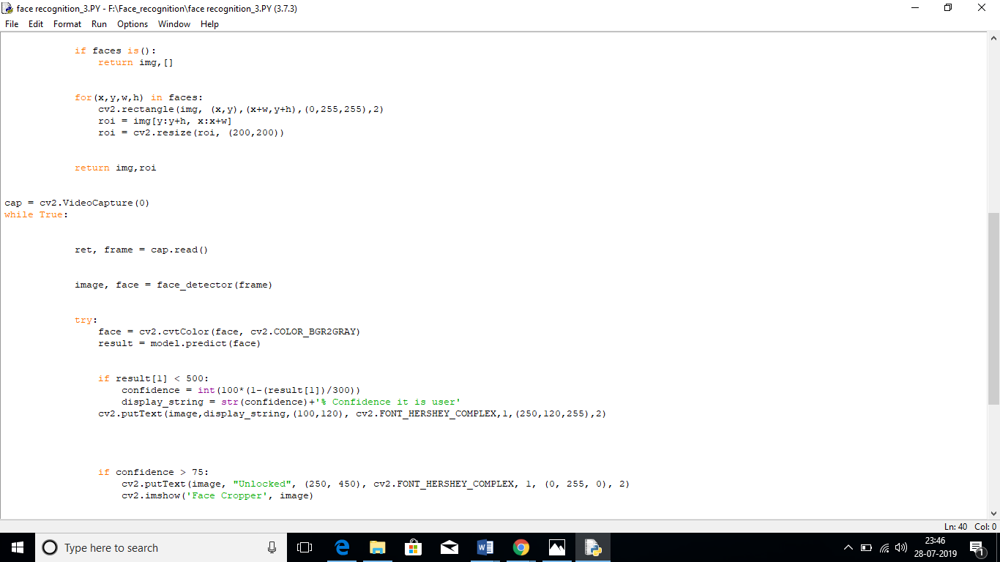 face recognition_3.PY - F:\Face_recognition\face recognition_3.PY (3.7.3)
File Edit Format Run Options Window Help
if faces is():
return img,[]
for(x,y,w,h) in faces:
cv2.rectangle(img, (x,y),(x+w,y+h),(0,255,255),2)
roi = img[y:y+h, x:x+w]
roi = cv2.resize(roi, (200,200))
return img,roi
cap = cv2.VideoCapture(0)
while True:
ret, frame = cap.read()
image, face = face_detector(frame)
try:
face = cv2.cvtColor(face, cv2.COLOR_BGR2GRAY)
result = model.predict(face)
if result[1] < 500:
confidence = int(100*(1-(result[1])/300))
display_string = str(confidence)+'% Confidence it is user'
cv2.putText(image,display_string,(100,120), cv2.FONT_HERSHEY_COMPLEX,1,(250,120,255),2)
if confidence > 75:
cv2.putText(image, "Unlocked", (250, 450), cv2.FONT_HERSHEY_COMPLEX, 1, (0, 255, 0), 2)
cv2.imshow('Face Cropper', image)
Ln: 40 Col: 0
Type here to search
23:46
28-07-2019
1